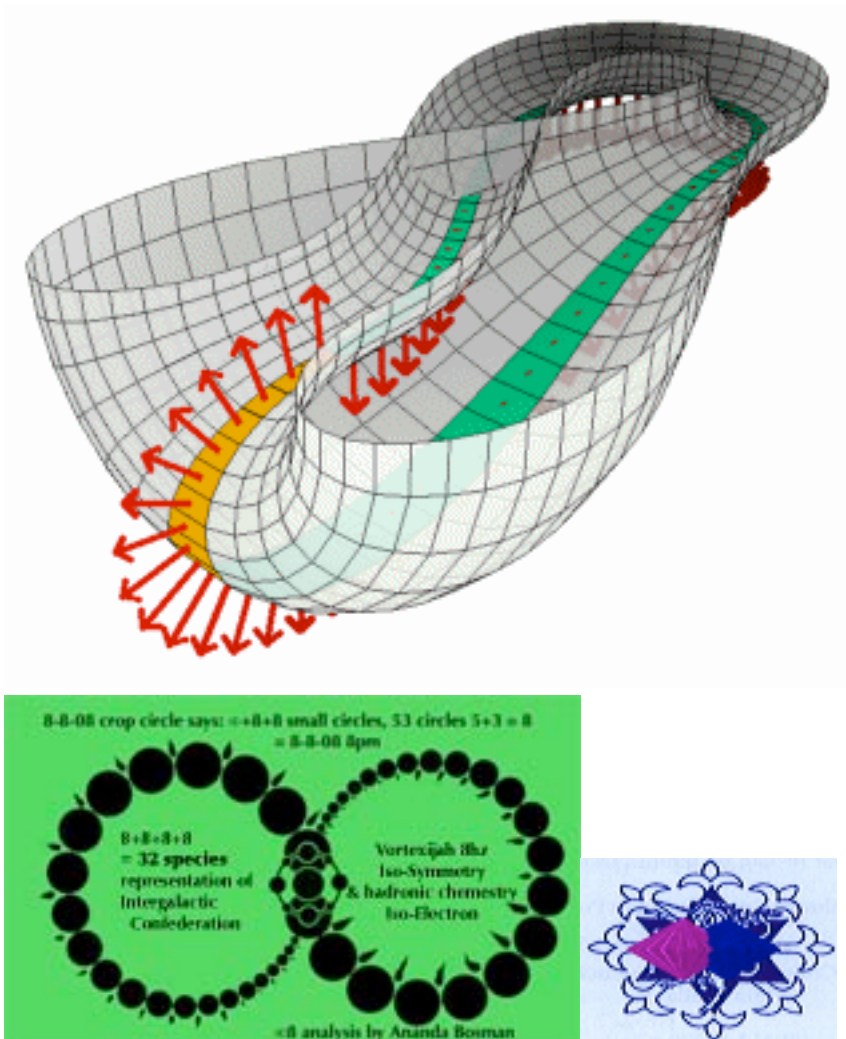 8-8-08 crop circle says: ∞+8+8 small circles, 53 circles 5+3 = 8
= 8-8-08 8pm
8+8+8+8
= 32 species
representation of
Intergalactic
Confederation
Vortexijah 8hz
Iso-Symmetry
& hadronic chemestry
Iso-Electron
8 analysis by Ananda Bosman